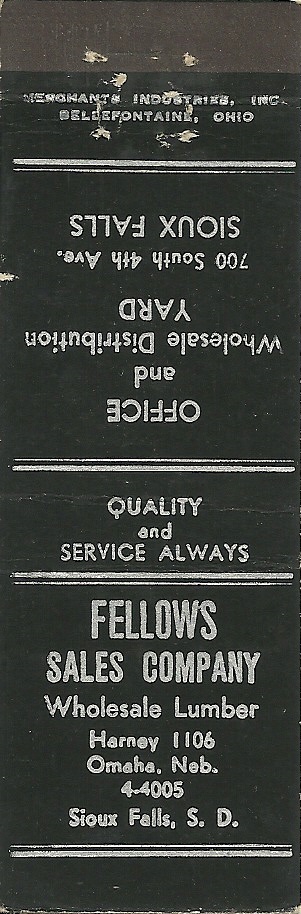 MERCHANTS INDUSTRIES, INC.
BELLEFONTAINE, OHIO
OFFICE
and
Wholesale Distribution
YARD
700 South 4th Ave.
SIOUX FALLS
QUALITY
and
SERVICE ALWAYS
FELLOWS
SALES COMPANY
Wholesale Lumber
Harney 1106
Omaha, Neb.
4-4005
Sioux Falls, S. D.